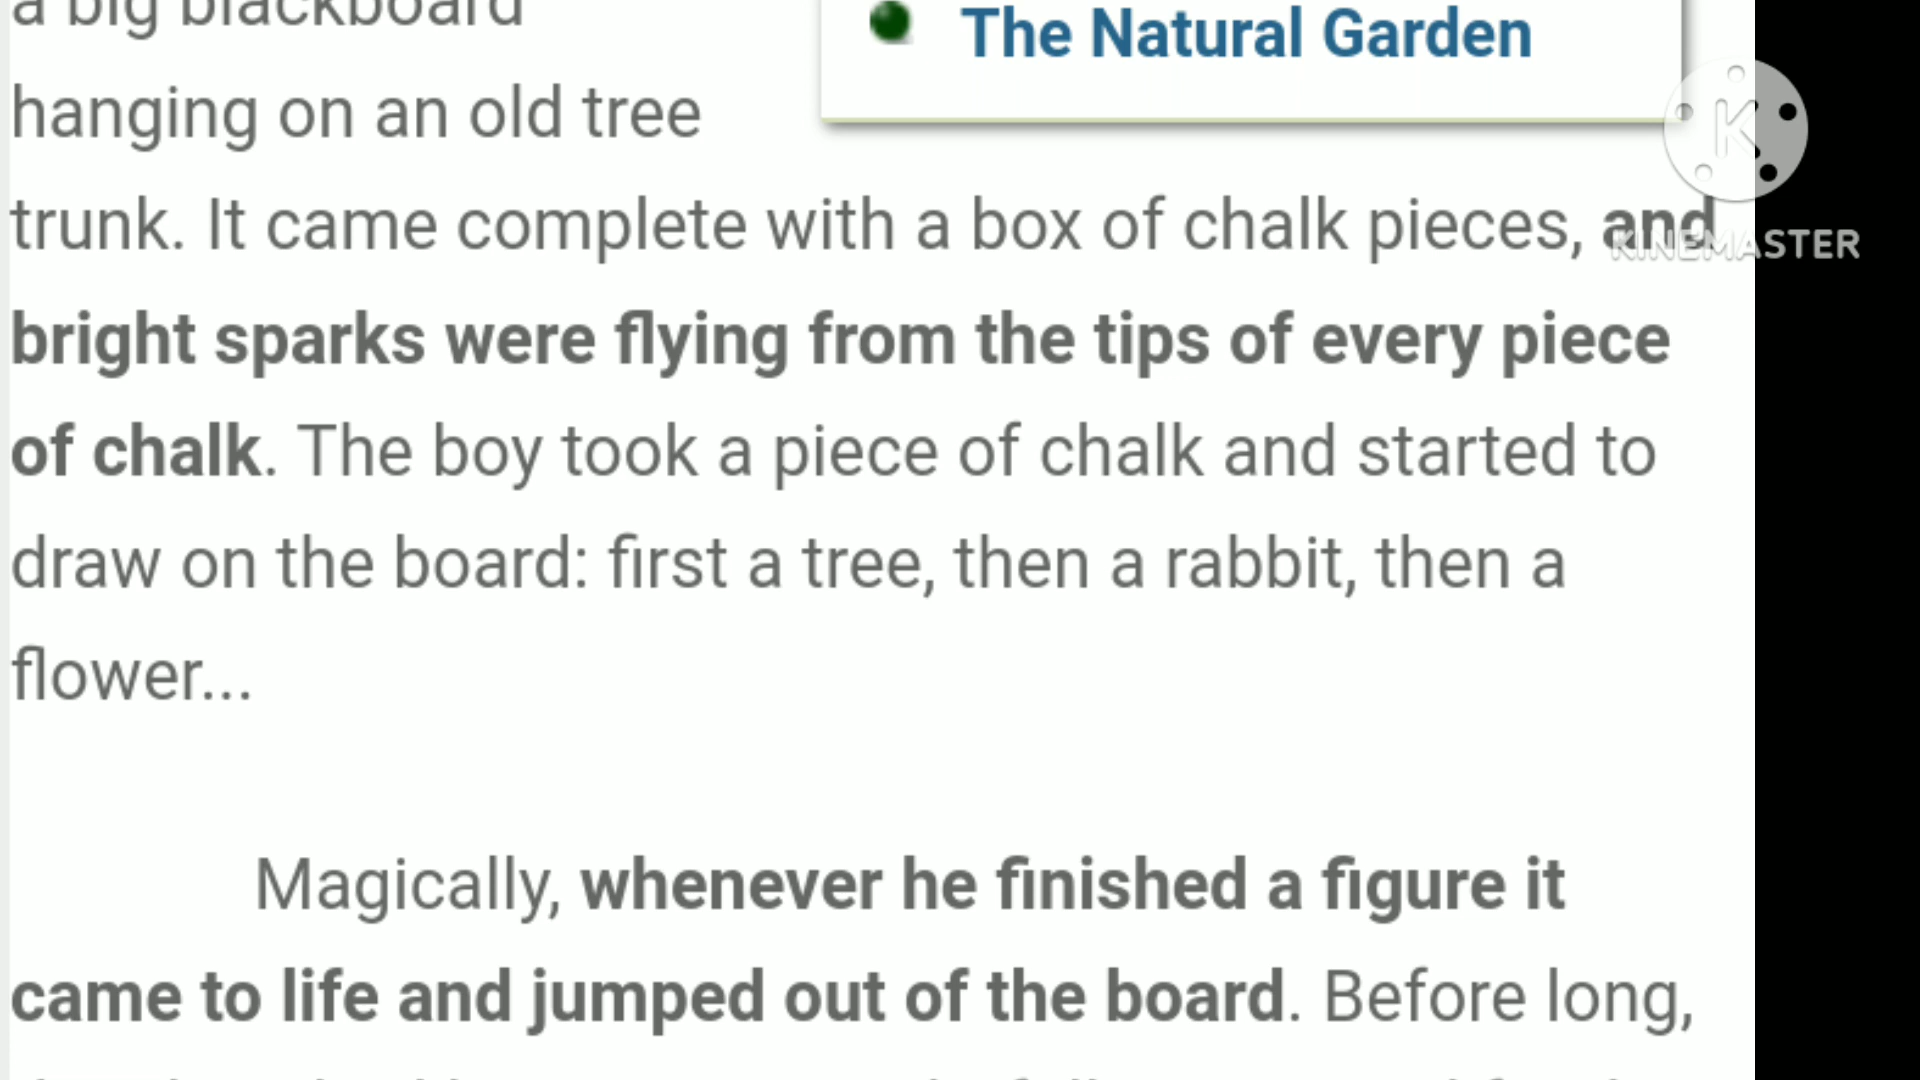 a big blackboard
The Natural Garden
hanging on an old tree
trunk. It came complete with a box of chalk pieces, and
KINEMASTER
bright sparks were flying from the tips of every piece
of chalk. The boy took a piece of chalk and started to
draw on the board: first a tree, then a rabbit, then a
flower...
Magically, whenever he finished a figure it
came to life and jumped out of the board. Before long,